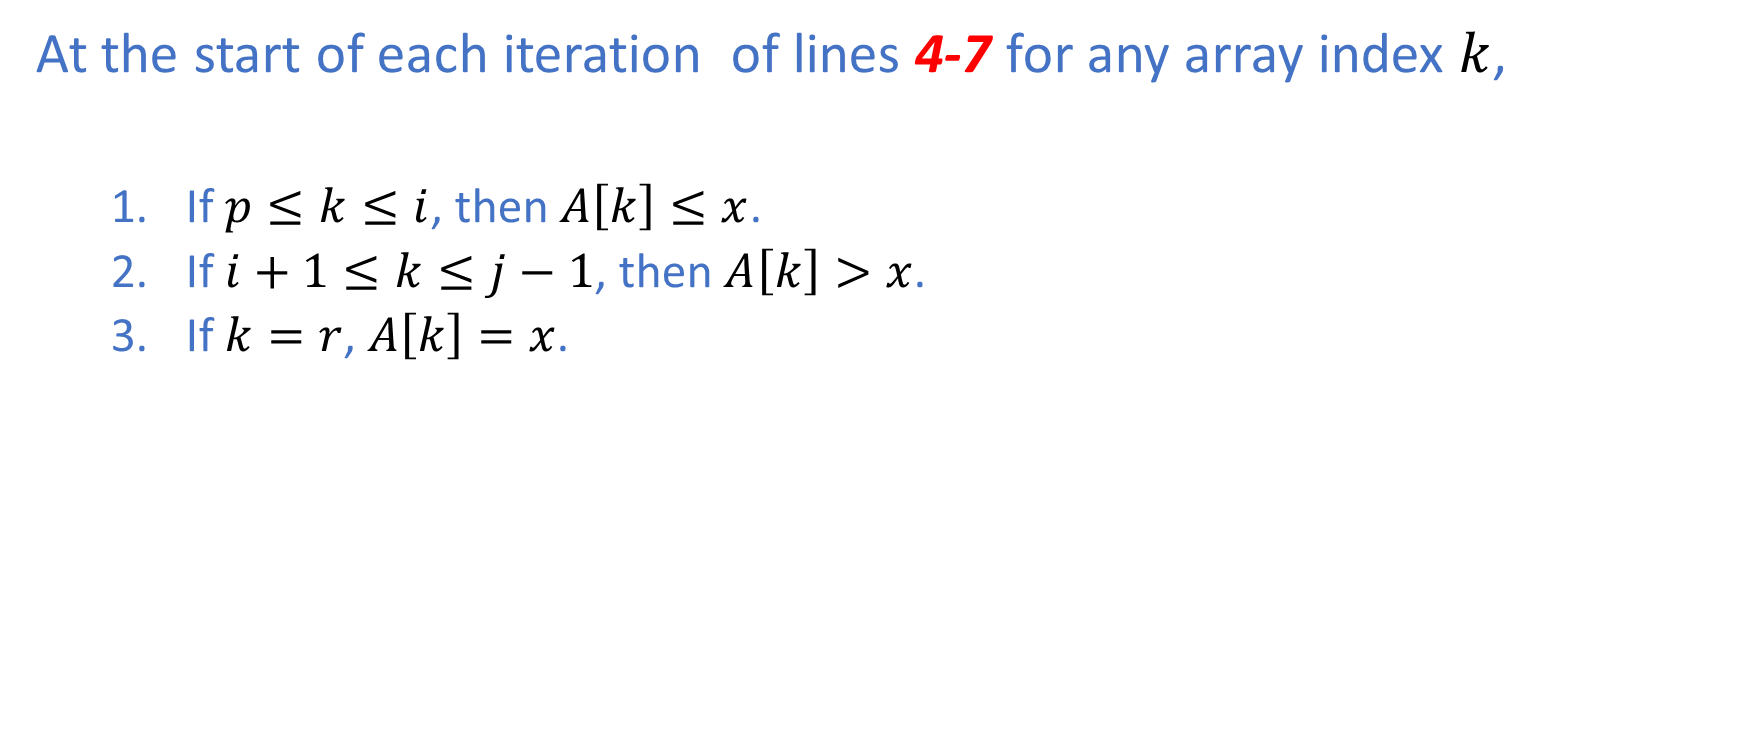 At the start of each iteration of lines 4-7 for any array index k,
1. If p ≤ k ≤ i, then A[k] ≤ x.
2. If i + 1 ≤ k ≤ j − 1, then A[k] > x.
3. If k = r, A[k] = x.